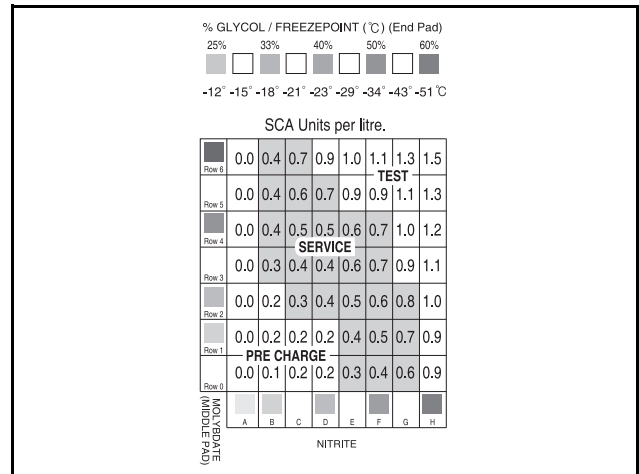 % GLYCOL / FREEZEPOINT (°C) (End Pad)
25% 33% 40% 50% 60%
-12° -15° -18° -21° -23° -29° -34° -43° -51 °C
SCA Units per litre.
Row 6 0.0 0.4 0.7 0.9 1.0 1.1 1.3 1.5
TEST
Row 5 0.0 0.4 0.6 0.7 0.9 0.9 1.1 1.3
Row 4 0.0 0.4 0.5 0.5 0.6 0.7 1.0 1.2
SERVICE
Row 3 0.0 0.3 0.4 0.4 0.6 0.7 0.9 1.1
Row 2 0.0 0.2 0.3 0.4 0.5 0.6 0.8 1.0
Row 1 0.0 0.2 0.2 0.2 0.4 0.5 0.7 0.9
PRE CHARGE
Row 0 0.0 0.1 0.2 0.2 0.3 0.4 0.6 0.9
A B C D E F G H
MOLYBDATE
(MIDDLE PAD)
NITRITE